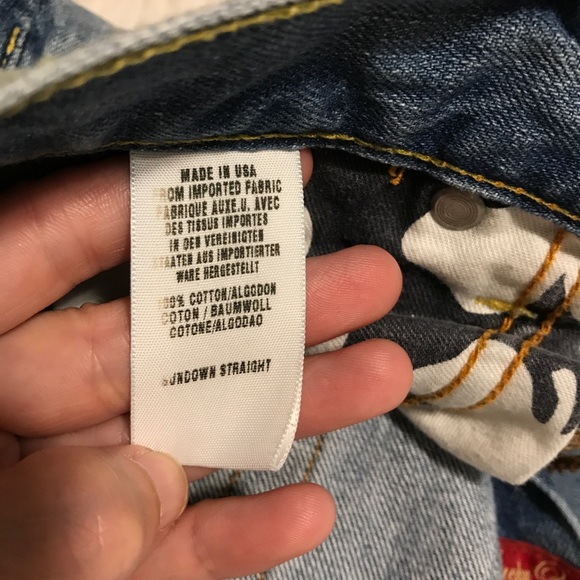 MADE IN USA
FROM IMPORTED FABRIC
FABRIQUE AUX E.U. AVEC
DES TISSUS IMPORTES
IN DEN VEREINIGTEN
STAATEN AUS IMPORTIERTER
WARE HERGESTELLT
100% COTTON/ALGODON
COTON / BAUMWOLL
COTONE/ALGODAO
SUNDOWN STRAIGHT